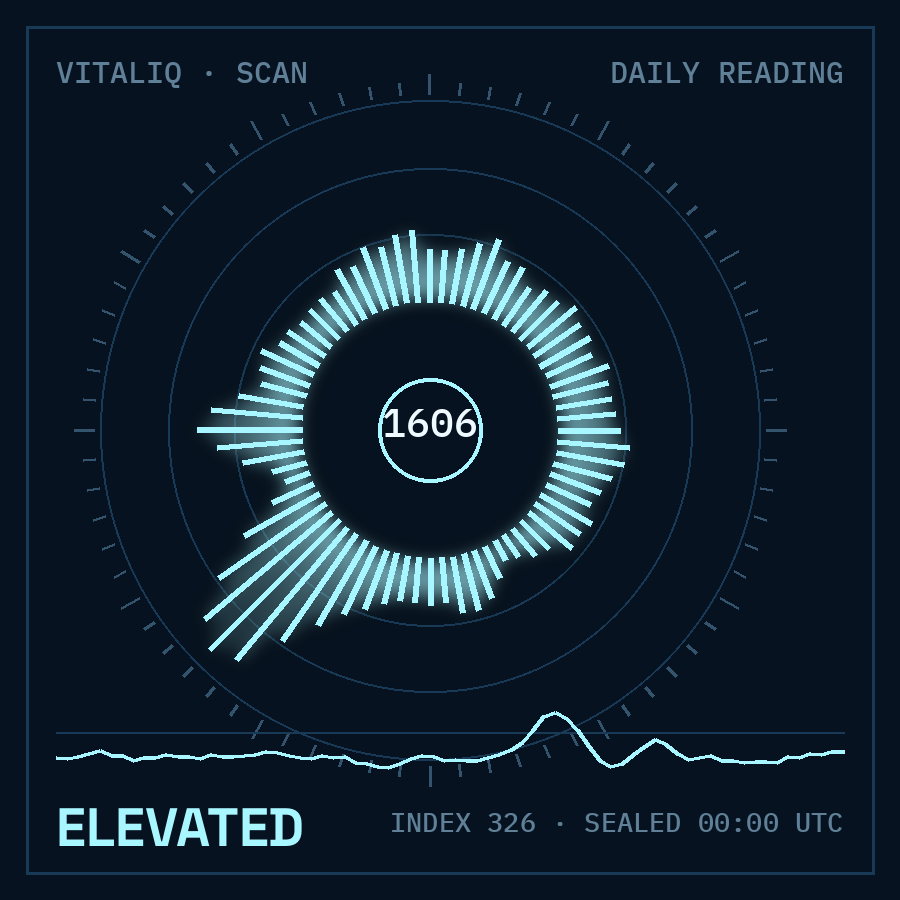 VITALIQ · SCAN
DAILY READING
1606
ELEVATED
INDEX 326 · SEALED 00:00 UTC